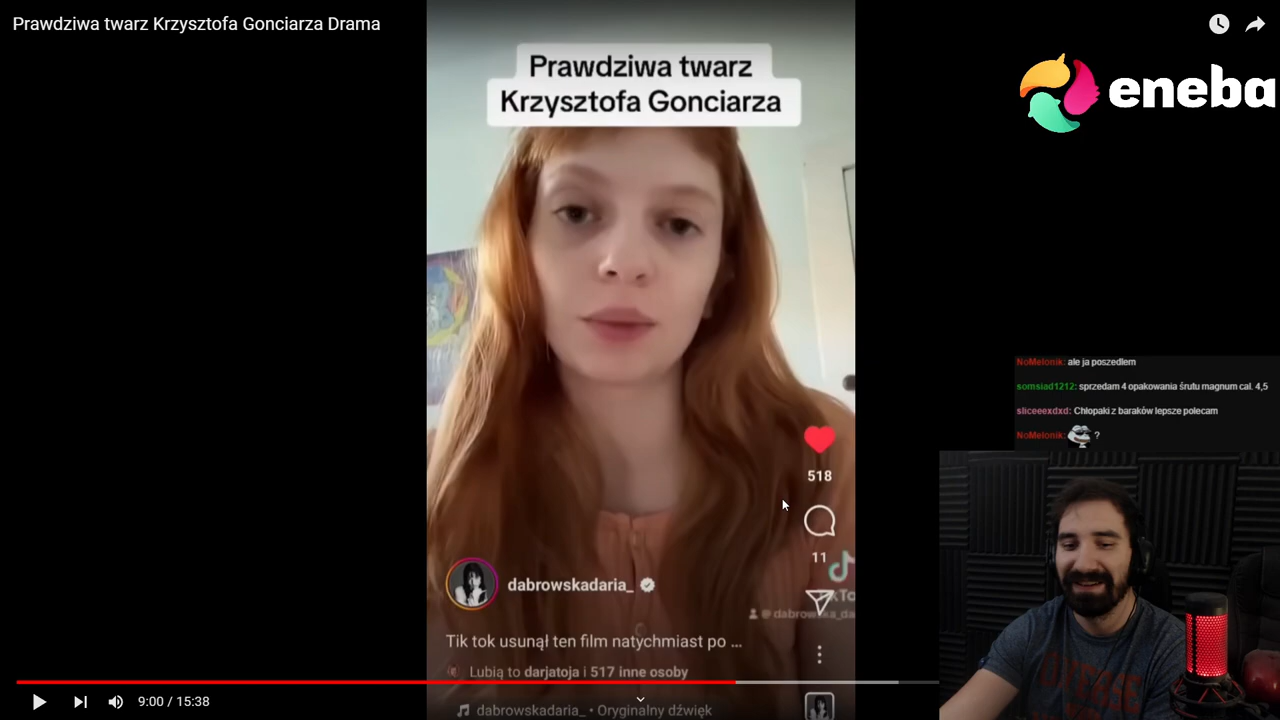 Prawdziwa twarz Krzysztofa Gonciarza Drama
Prawdziwa twarz
Krzysztofa Gonciarza
eneba
NoMelonik: ale ja poszedlem
somsiad1212: sprzedam 4 opakowania śrutu magnum cal. 4,5
sliceeexdxd: Chłopaki z baraków lepsze polecam
NoMelonik: ?
518
11
dabrowskadaria_
@dabrowska_da
Tik tok usunął ten film natychmiast po ...
Lubią to darjatoja i 517 inne osoby
9:00 / 15:38
dabrowskadaria_ • Oryginalny dźwięk